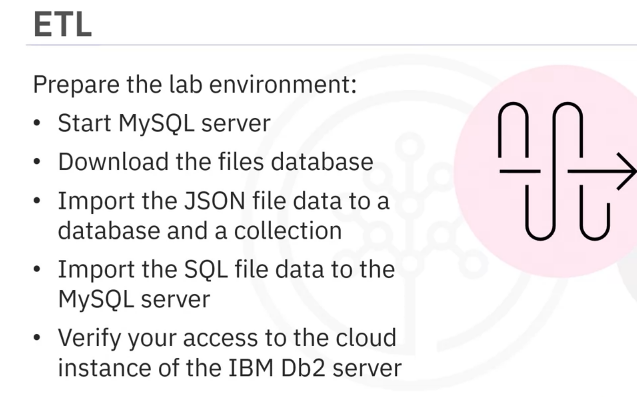 ETL
Prepare the lab environment:
• Start MySQL server
• Download the files database
• Import the JSON file data to a
database and a collection
• Import the SQL file data to the
MySQL server
• Verify your access to the cloud
instance of the IBM Db2 server